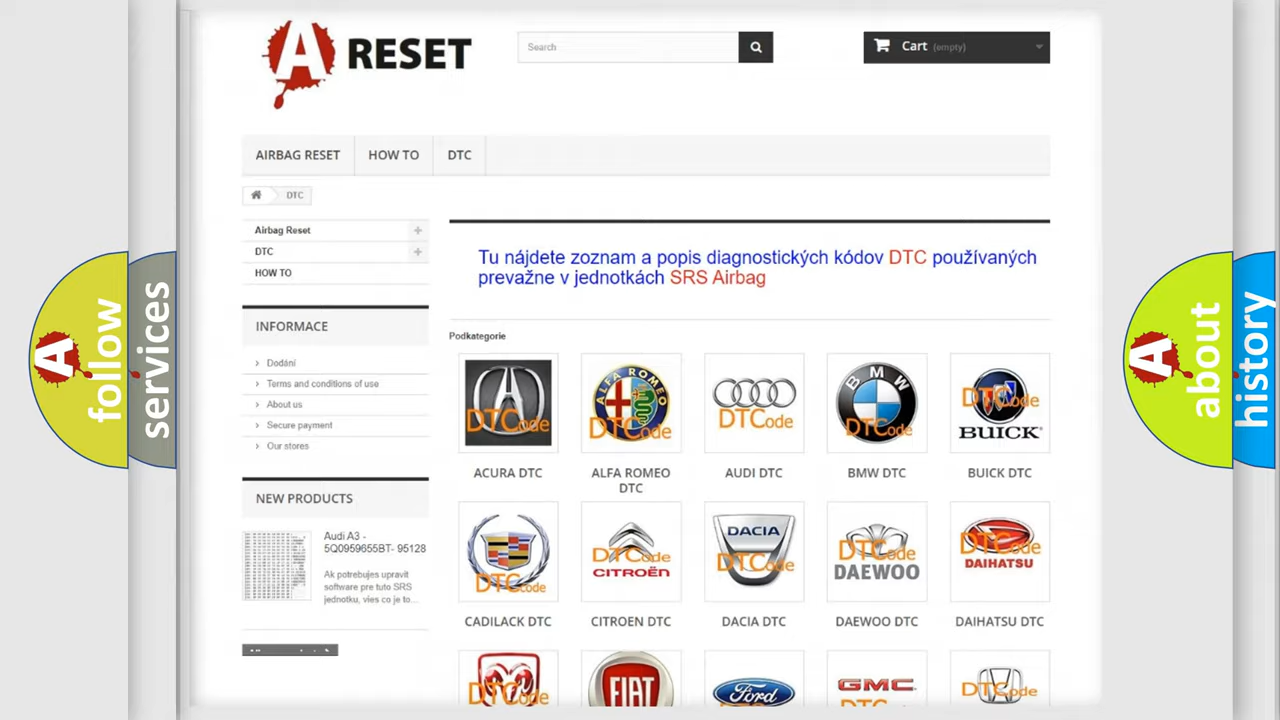 A RESET
Search
Cart (empty)
AIRBAG RESET
HOW TO
DTC
DTC
Airbag Reset
DTC
HOW TO
INFORMACE
Dodání
Terms and conditions of use
About us
Secure payment
Our stores
NEW PRODUCTS
Audi A3 -
5Q0959655BT- 95128
Ak potrebujes upravit
software pre tuto SRS
jednotku, vies co je to...
Tu nájdete zoznam a popis diagnostických kódov DTC používaných
prevažne v jednotkách SRS Airbag
Podkategorie
DTCode
ALFA ROMEO
DTCode
DTCode
BMW
DTCode
DTCode
BUICK
ACURA DTC
ALFA ROMEO
DTC
AUDI DTC
BMW DTC
BUICK DTC
DTCode
DTCode
CITROËN
DACIA
DTCode
DTCode
DAEWOO
DTCode
DAIHATSU
CADILACK DTC
CITROEN DTC
DACIA DTC
DAEWOO DTC
DAIHATSU DTC
DTCode
FIAT
Ford
GMC
DTCode
A follow
services
A about
history